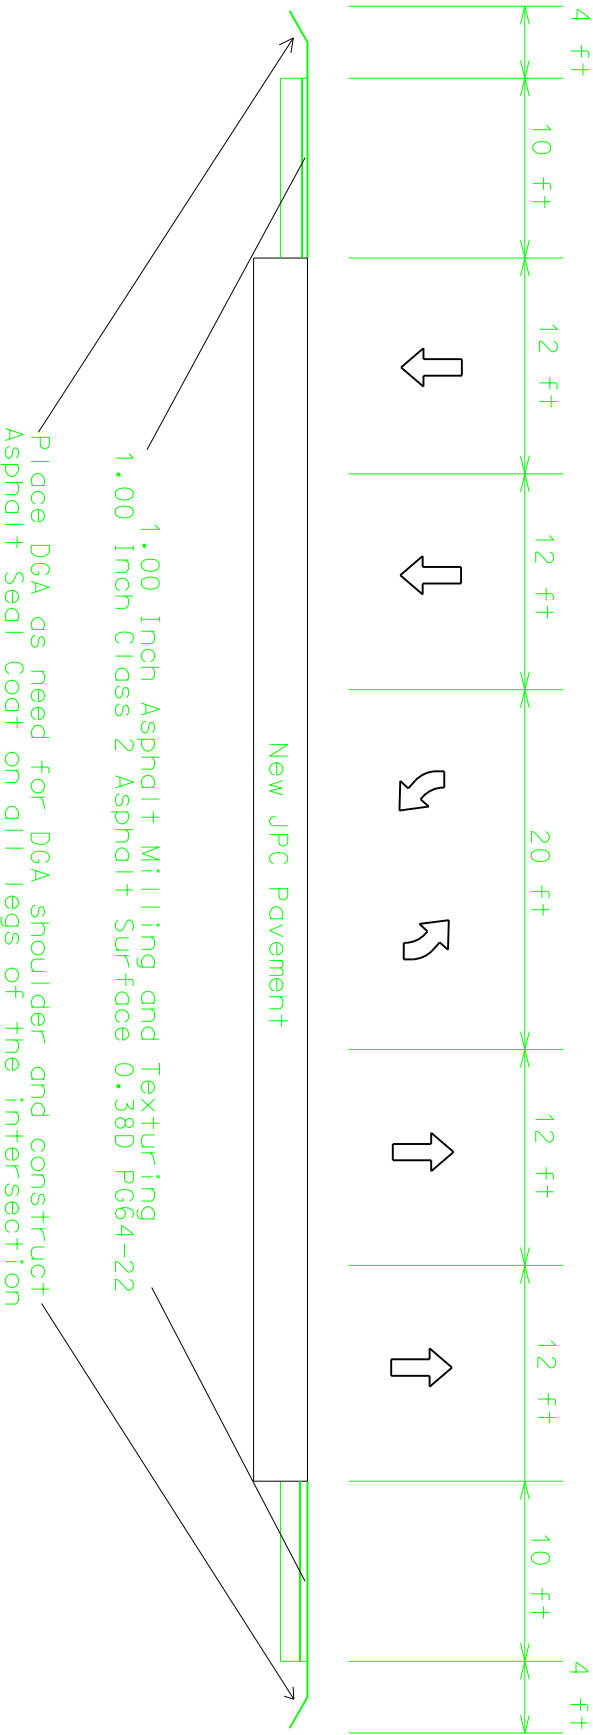 4 ft
10 ft
12 ft
12 ft
20 ft
12 ft
12 ft
10 ft
4 ft
New JPC Pavement
1.00 Inch Asphalt Milling and Texturing
1.00 Inch Class 2 Asphalt Surface 0.38D PG64-22
Place DGA as need for DGA shoulder and construct
Asphalt Seal Coat on all legs of the intersection